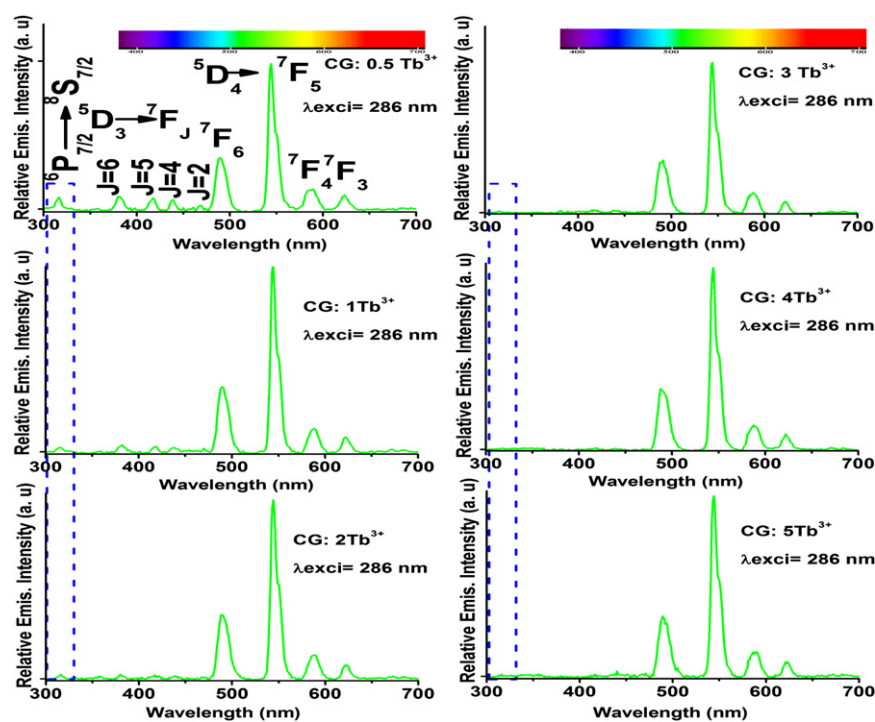 400 500 600 700
Relative Emis. Intensity (a. u)
⁶P₇/₂ → ⁸S₇/₂
⁵D₃ → ⁷F_J
J=6 J=5 J=4 J=2
⁷F₆
⁵D₄ → ⁷F₅
⁷F₄ ⁷F₃
CG: 0.5 Tb³⁺
λexci= 286 nm
300 400 500 600 700
Wavelength (nm)
400 500 600 700
Relative Emis. Intensity (a. u)
CG: 3 Tb³⁺
λexci= 286 nm
300 400 500 600 700
Wavelength (nm)
Relative Emis. Intensity (a. u)
CG: 1Tb³⁺
λexci= 286 nm
300 400 500 600 700
Wavelength (nm)
Relative Emis. Intensity (a. u)
CG: 4Tb³⁺
λexci= 286 nm
300 400 500 600 700
Wavelength (nm)
Relative Emis. Intensity (a. u)
CG: 2Tb³⁺
λexci= 286 nm
300 400 500 600 700
Wavelength (nm)
Relative Emis. Intensity (a. u)
CG: 5Tb³⁺
λexci= 286 nm
300 400 500 600 700
Wavelength (nm)